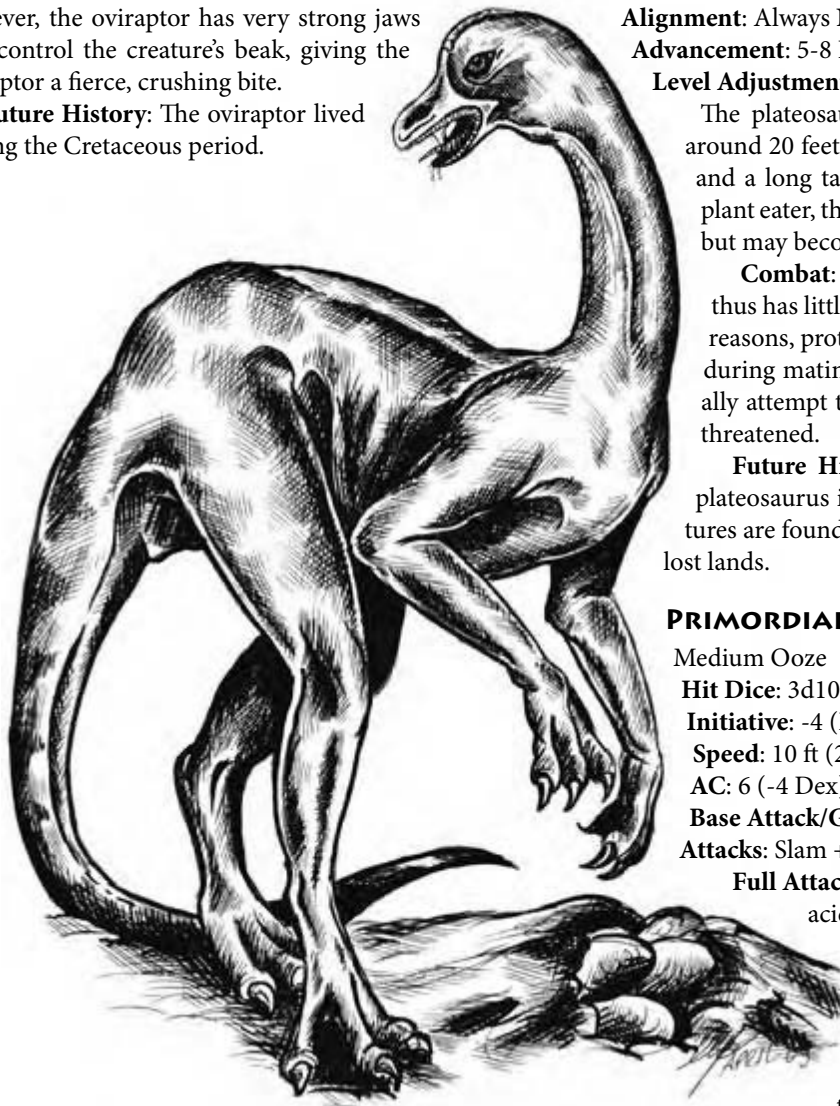 ever, the oviraptor has very strong jaws
control the creature's beak, giving the
ptor a fierce, crushing bite.
uture History: The oviraptor lived
ng the Cretaceous period.
Alignment: Always
Advancement: 5-8
Level Adjustment
The plateosau
around 20 feet
and a long ta
plant eater, th
but may beco
Combat:
thus has littl
reasons, prot
during matin
ally attempt t
threatened.
Future Hi
plateosaurus i
tures are found
lost lands.
PRIMORDIAL
Medium Ooze
Hit Dice: 3d10
Initiative: -4 (
Speed: 10 ft (2
AC: 6 (-4 Dex
Base Attack/G
Attacks: Slam
Full Attac
acid